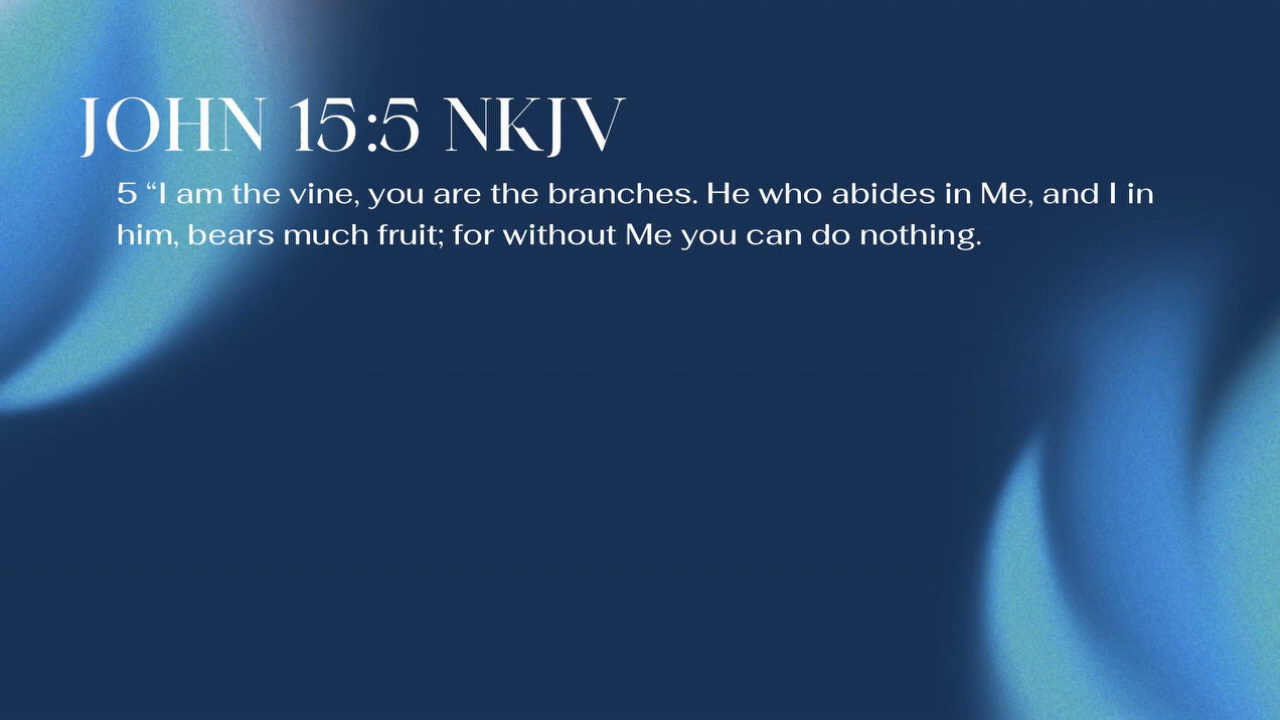 JOHN 15:5 NKJV
5 “I am the vine, you are the branches. He who abides in Me, and I in
him, bears much fruit; for without Me you can do nothing.